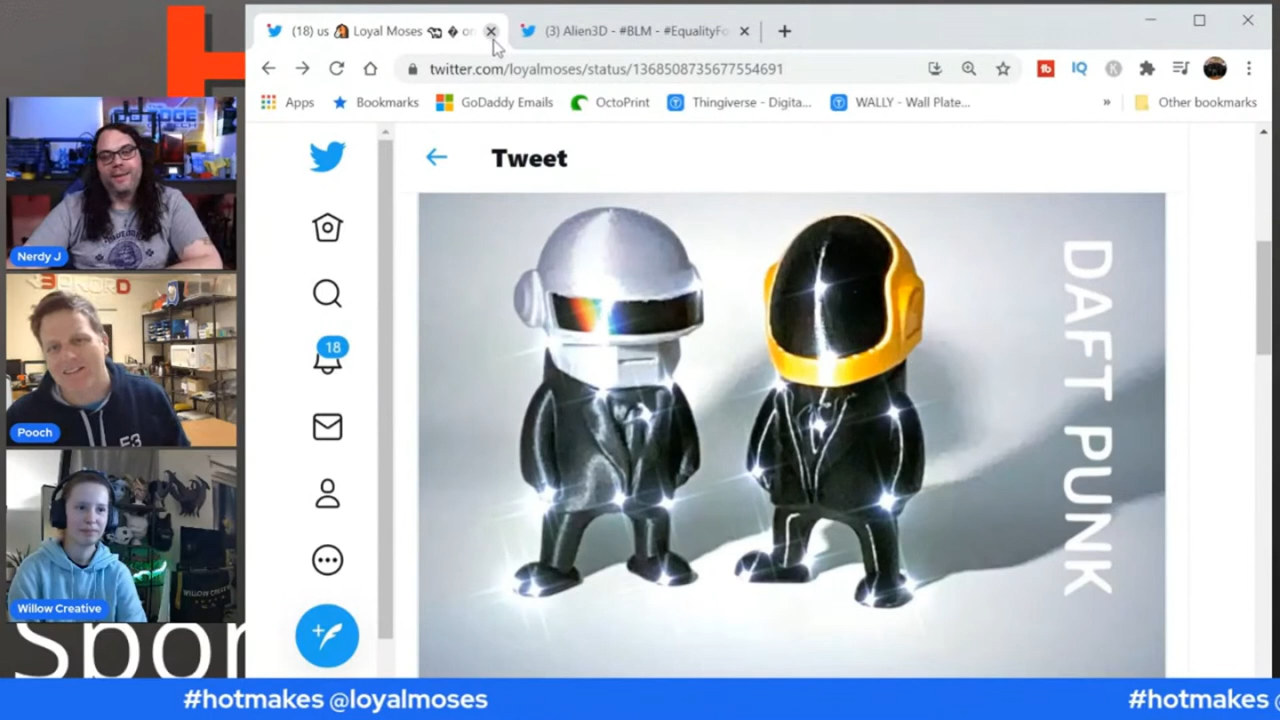 (18) us Loyal Moses
(3) Alien3D - #BLM - #EqualityFo
twitter.com/loyalmoses/status/1368508735677554691
Apps
Bookmarks
GoDaddy Emails
OctoPrint
Thingiverse - Digita...
WALLY - Wall Plate...
»
Other bookmarks
Tweet
18
DAFT PUNK
Nerdy J
Pooch
Willow Creative
Spor
#hotmakes @loyalmoses
#hotmakes @